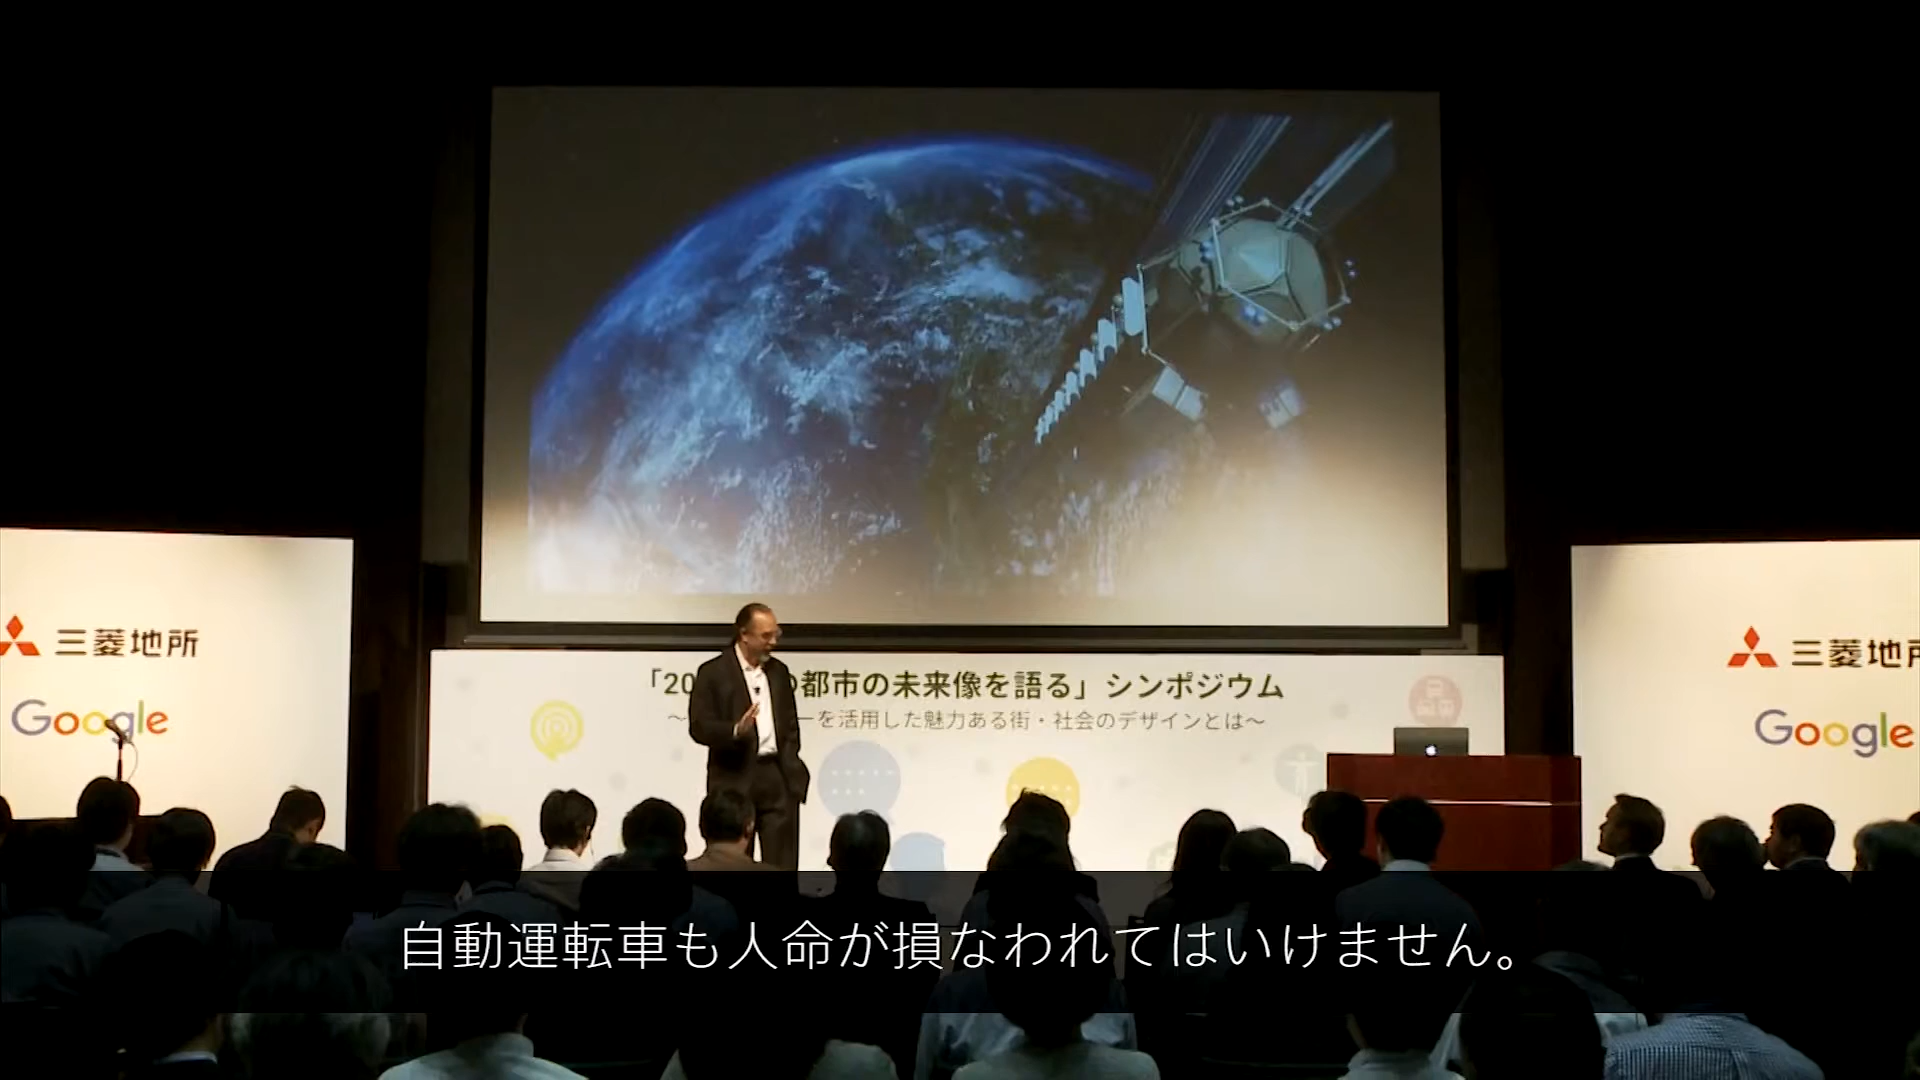 「20の都市の未来像を語る」シンポジウム
～ーを活用した魅力ある街・社会のデザインとは～
三菱地所
Google
三菱地所
Google
自動運転車も人命が損なわれてはいけません。